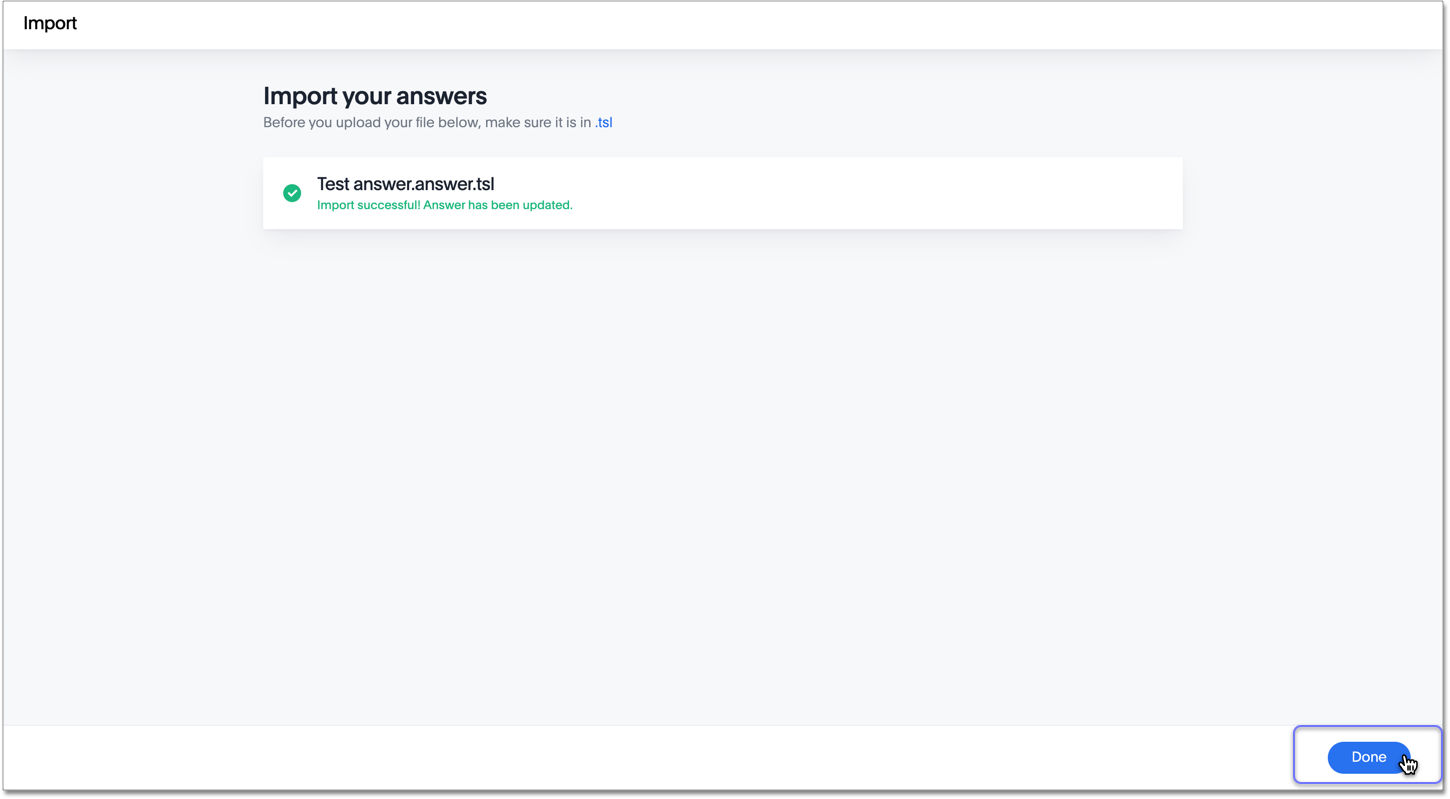 Import
Import your answers
Before you upload your file below, make sure it is in .tsl
Test answer.answer.tsl
Import successful! Answer has been updated.
Done